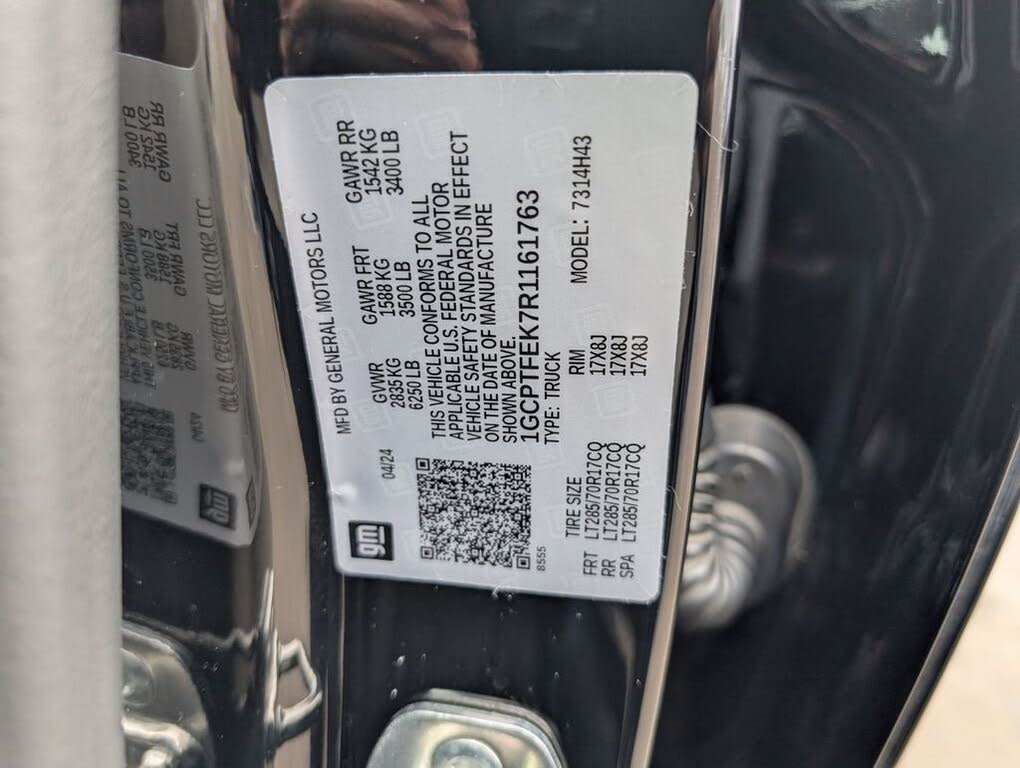 gm
04/24
MFD BY GENERAL MOTORS LLC
GVWR GAWR FRT GAWR RR
2835 KG 1588 KG 1542 KG
6250 LB 3500 LB 3400 LB
THIS VEHICLE CONFORMS TO ALL
APPLICABLE U.S. FEDERAL MOTOR
VEHICLE SAFETY STANDARDS IN EFFECT
ON THE DATE OF MANUFACTURE
SHOWN ABOVE.
1GCPTFEK7R1161763
8555
TYPE: TRUCK
MODEL: 7314H43
TIRE SIZE RIM
FRT LT285/70R17CQ 17X8J
RR LT285/70R17CQ 17X8J
SPA LT285/70R17CQ 17X8J